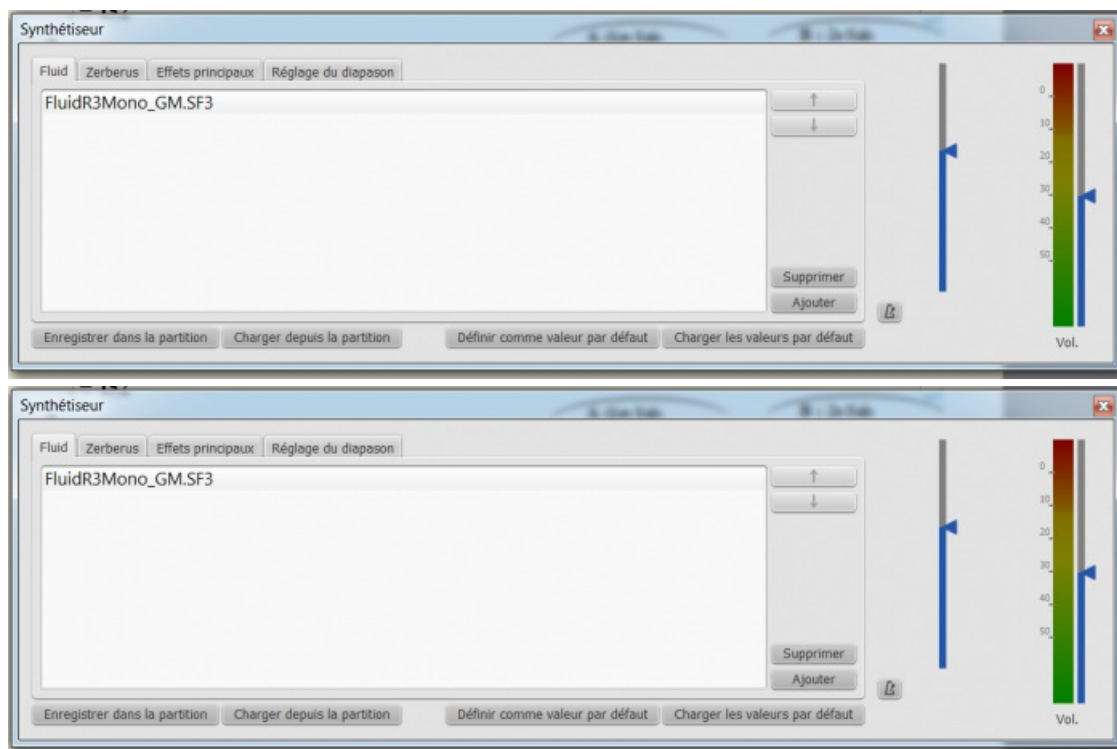 Synthétiseur
Fluid Zerberus Effets principaux Réglage du diapason
FluidR3Mono_GM.SF3
0
10
20
30
40
50
Supprimer
Ajouter
Enregistrer dans la partition Charger depuis la partition Définir comme valeur par défaut Charger les valeurs par défaut
Vol.
Synthétiseur
Fluid Zerberus Effets principaux Réglage du diapason
FluidR3Mono_GM.SF3
0
10
20
30
40
50
Supprimer
Ajouter
Enregistrer dans la partition Charger depuis la partition Définir comme valeur par défaut Charger les valeurs par défaut
Vol.